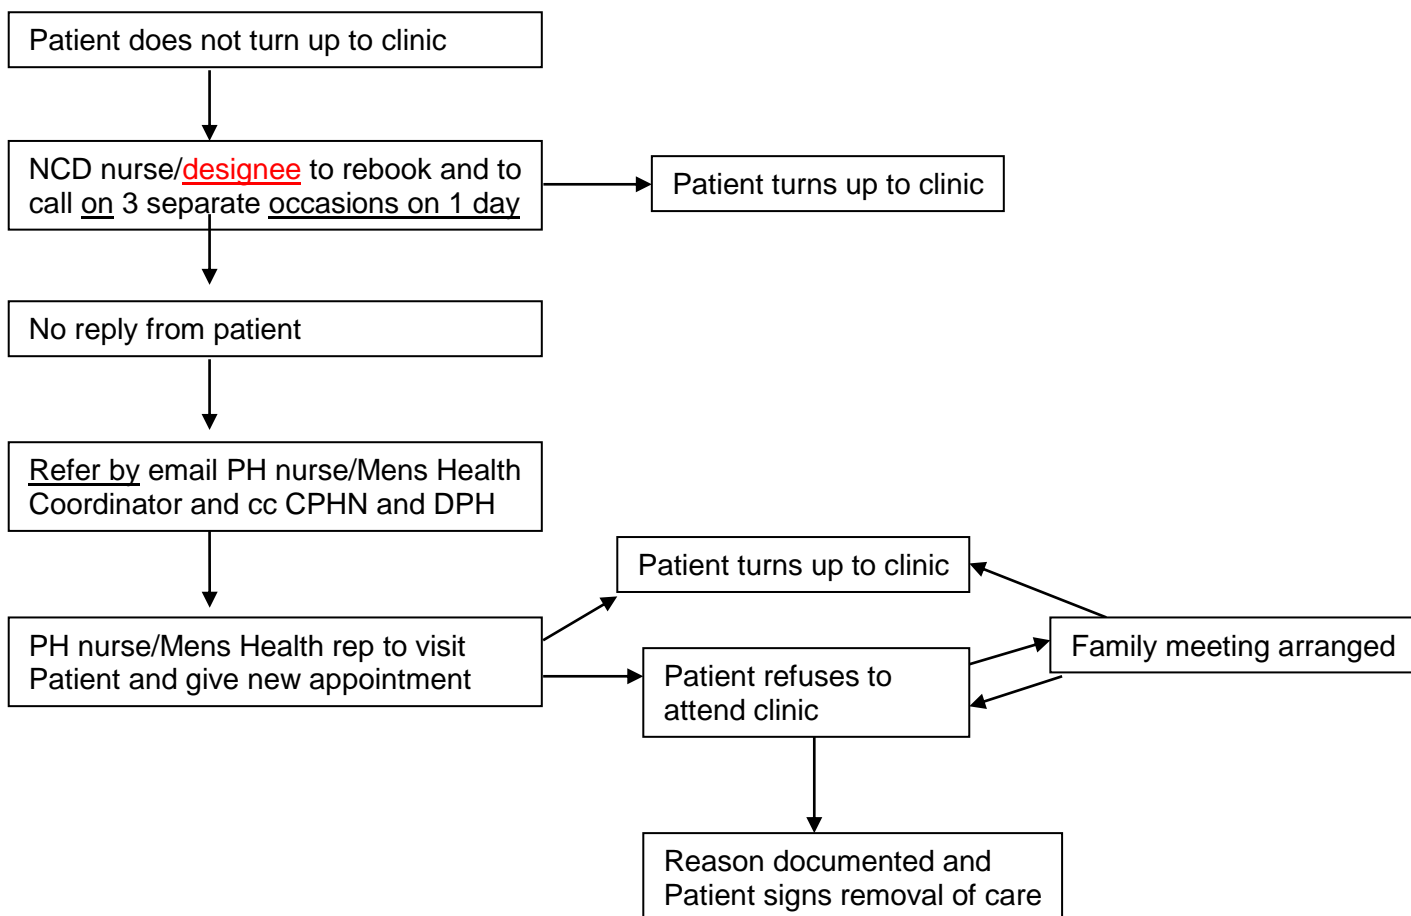 Patient does not turn up to clinic
NCD nurse/designee to rebook and to
call on 3 separate occasions on 1 day
Patient turns up to clinic
No reply from patient
Refer by email PH nurse/Mens Health
Coordinator and cc CPHN and DPH
Patient turns up to clinic
PH nurse/Mens Health rep to visit
Patient and give new appointment
Family meeting arranged
Patient refuses to
attend clinic
Reason documented and
Patient signs removal of care